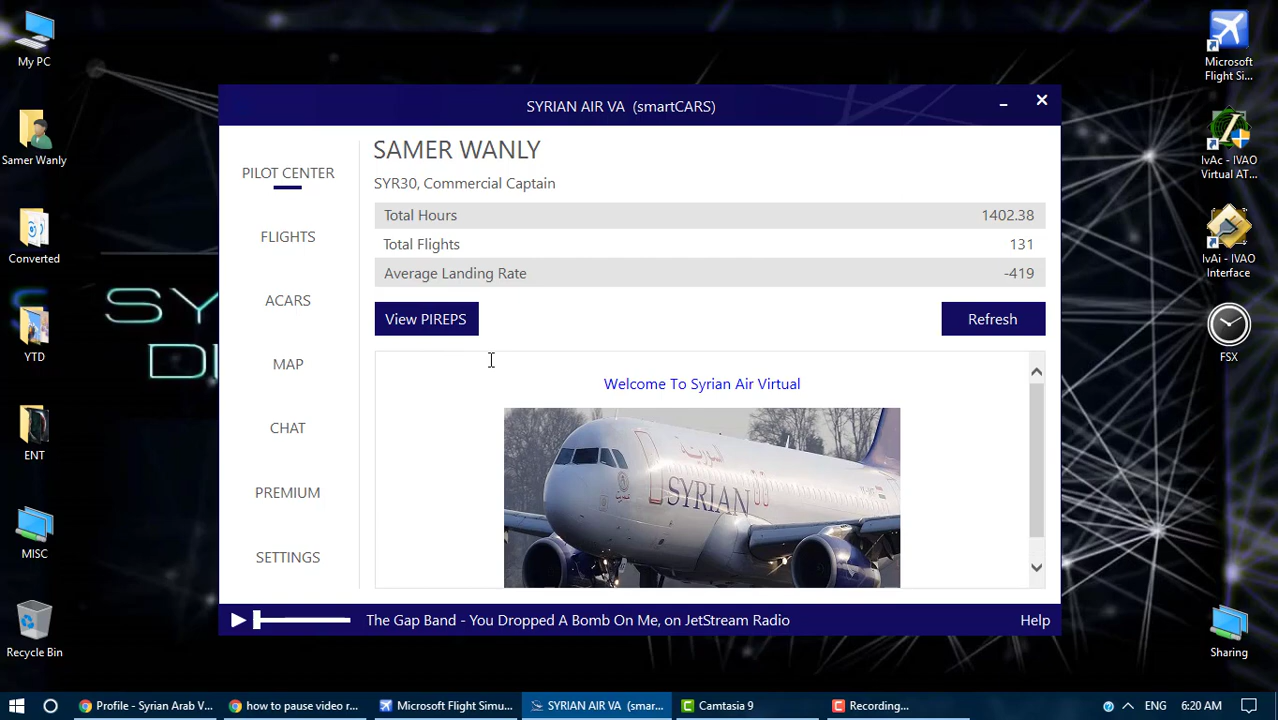 My PC
Samer Wanly
Converted
YTD
ENT
MISC
Recycle Bin
SYRIAN AIR VA (smartCARS)
PILOT CENTER
FLIGHTS
ACARS
MAP
CHAT
PREMIUM
SETTINGS
SAMER WANLY
SYR30, Commercial Captain
Total Hours 1402.38
Total Flights 131
Average Landing Rate -419
View PIREPS
Refresh
Welcome To Syrian Air Virtual
السورية
SYRIAN
The Gap Band - You Dropped A Bomb On Me, on JetStream Radio
Help
Microsoft
Flight Si...
IvAc - IVAO
Virtual AT...
IvAi - IVAO
Interface
FSX
Sharing
Profile - Syrian Arab V...
how to pause video r...
Microsoft Flight Simu...
SYRIAN AIR VA (smar...
Camtasia 9
Recording...
ENG
6:20 AM